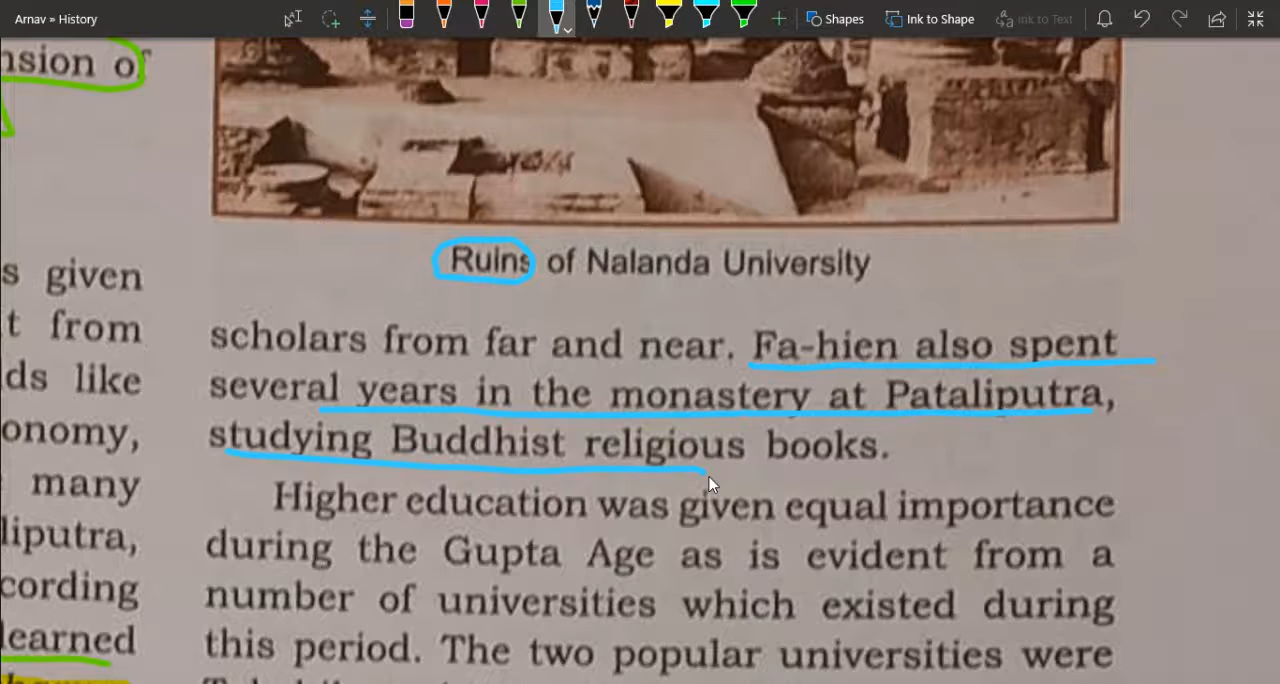 Arnav » History
Shapes
Ink to Shape
Ink to Text
nsion of
s given
t from
ds like
onomy,
many
liputra,
cording
learned
Ruins of Nalanda University
scholars from far and near. Fa-hien also spent
several years in the monastery at Pataliputra,
studying Buddhist religious books.
Higher education was given equal importance
during the Gupta Age as is evident from a
number of universities which existed during
this period. The two popular universities were